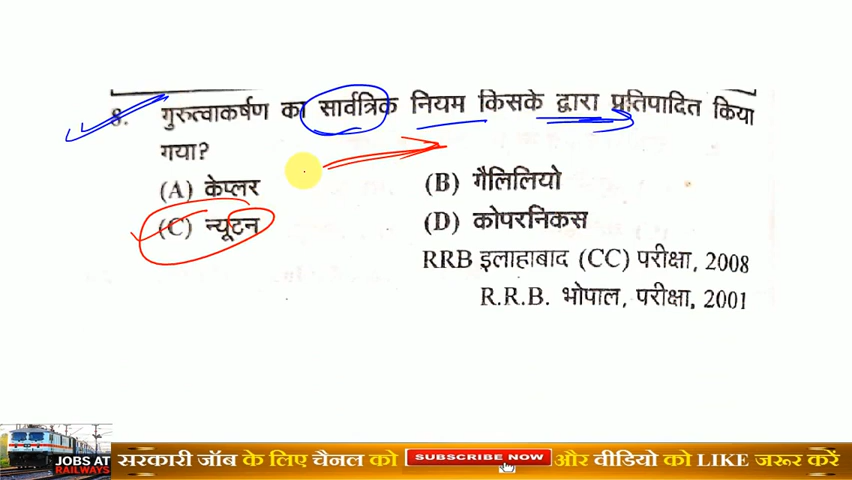 8. गुरुत्वाकर्षण का सार्वत्रिक नियम किसके द्वारा प्रतिपादित किया
गया?
(A) केप्लर (B) गैलिलियो
(C) न्यूटन (D) कोपरनिकस
RRB इलाहाबाद (CC) परीक्षा, 2008
R.R.B. भोपाल, परीक्षा, 2001
JOBS AT
RAILWAYS
सरकारी जॉब के लिए चैनल को SUBSCRIBE NOW और वीडियो को LIKE जरूर करें